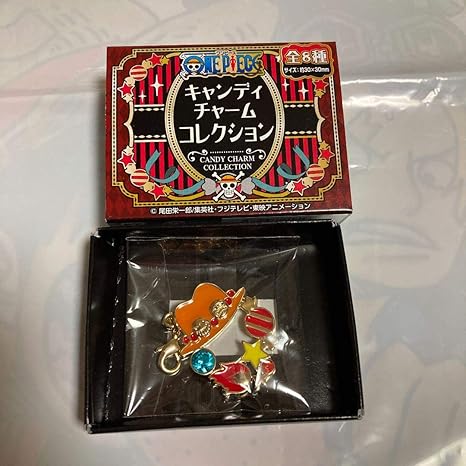 ONE PIECE
全8種
サイズ:約30×30mm
キャンディ
チャーム
コレクション
CANDY CHARM
COLLECTION
© 尾田栄一郎/集英社・フジテレビ・東映アニメーション